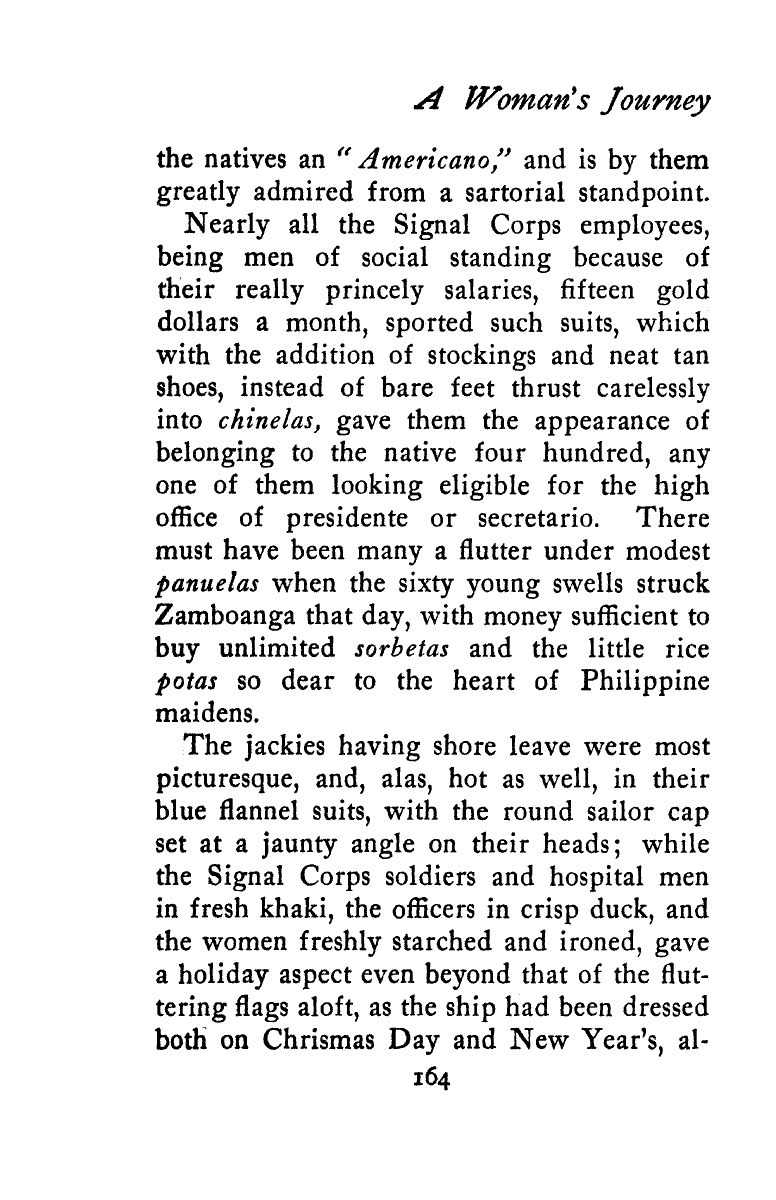 A Woman's Journey
the natives an "Americano," and is by them
greatly admired from a sartorial standpoint.
Nearly all the Signal Corps employees,
being men of social standing because of
their really princely salaries, fifteen gold
dollars a month, sported such suits, which
with the addition of stockings and neat tan
shoes, instead of bare feet thrust carelessly
into chinelas, gave them the appearance of
belonging to the native four hundred, any
one of them looking eligible for the high
office of presidente or secretario. There
must have been many a flutter under modest
panuelas when the sixty young swells struck
Zamboanga that day, with money sufficient to
buy unlimited sorbetas and the little rice
potas so dear to the heart of Philippine
maidens.
The jackies having shore leave were most
picturesque, and, alas, hot as well, in their
blue flannel suits, with the round sailor cap
set at a jaunty angle on their heads; while
the Signal Corps soldiers and hospital men
in fresh khaki, the officers in crisp duck, and
the women freshly starched and ironed, gave
a holiday aspect even beyond that of the flut-
tering flags aloft, as the ship had been dressed
both on Chrismas Day and New Year's, al-
164